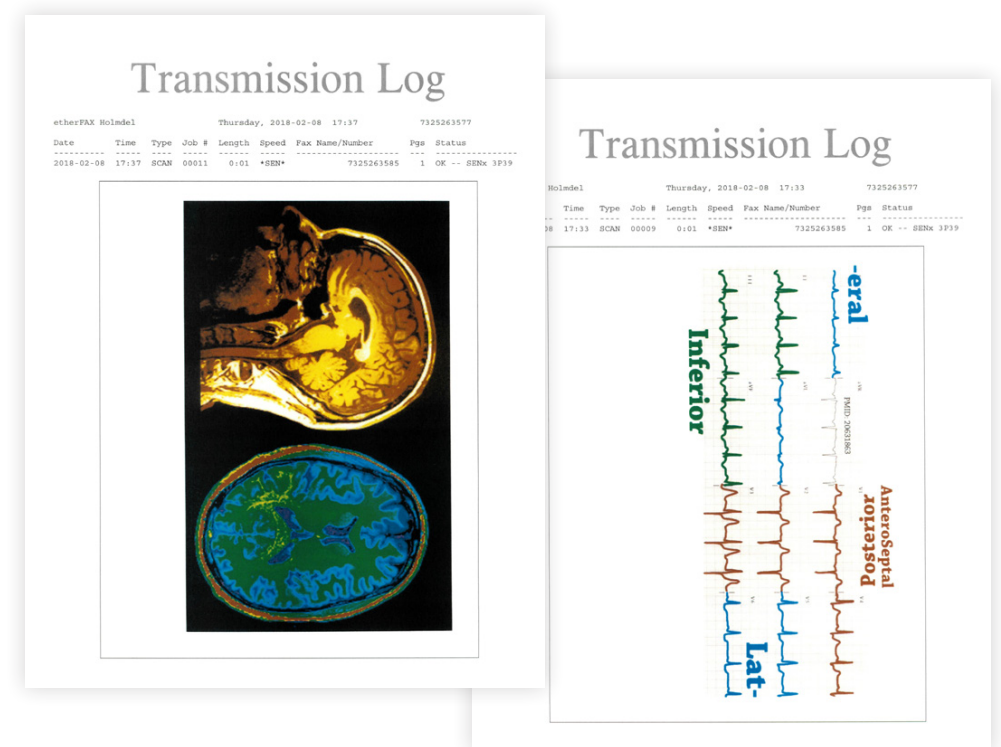 Transmission Log
etherFAX Holmdel Thursday, 2018-02-08 17:37 7325263577
Date Time Type Job # Length Speed Fax Name/Number Pgs Status
2018-02-08 17:37 SCAN 00011 0:01 *SEN* 7325263585 1 OK -- SENx 3P39
Transmission Log
Holmdel Thursday, 2018-02-08 17:33 7325263577
Time Type Job # Length Speed Fax Name/Number Pgs Status
08 17:33 SCAN 00009 0:01 *SEN* 7325263585 1 OK -- SENx 3P39
-eral
Inferior
PMID: 20631863
AnteroSeptal
Posterior
Lat-